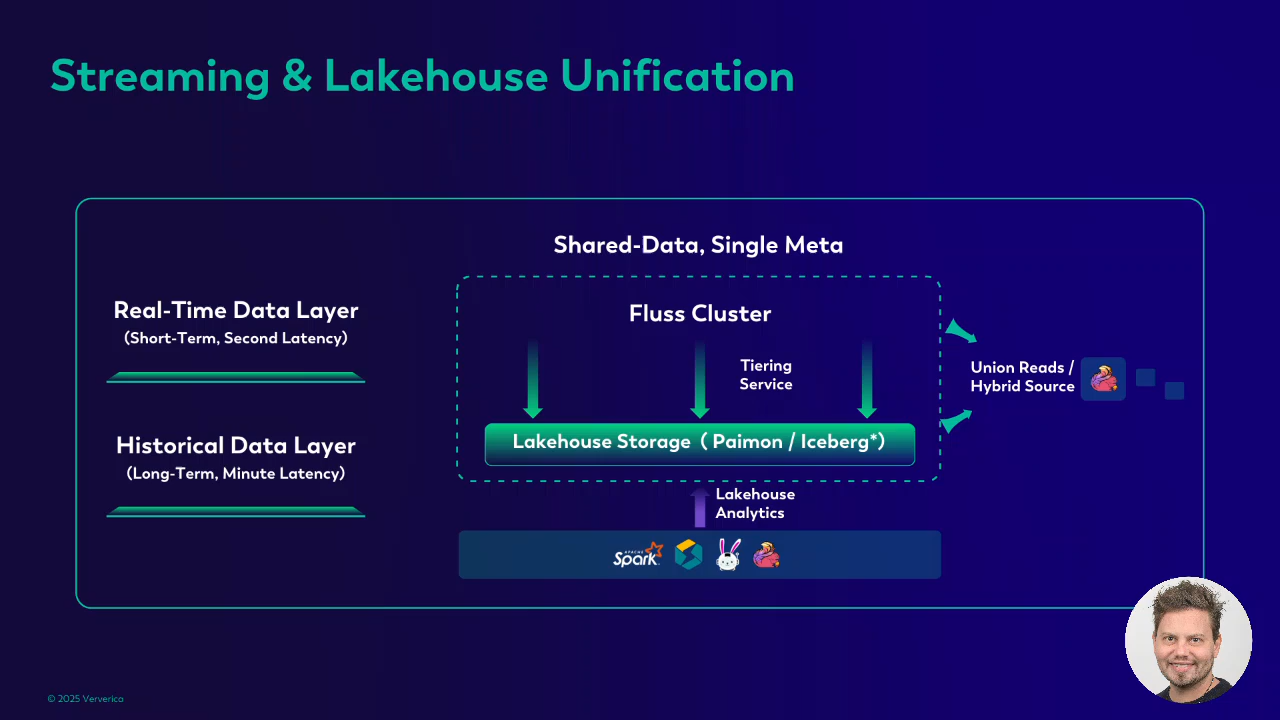 Streaming & Lakehouse Unification
Shared-Data, Single Meta
Real-Time Data Layer
(Short-Term, Second Latency)
Historical Data Layer
(Long-Term, Minute Latency)
Fluss Cluster
Tiering
Service
Lakehouse Storage ( Paimon / Iceberg*)
Union Reads /
Hybrid Source
Lakehouse
Analytics
APACHE
Spark
© 2025 Ververica